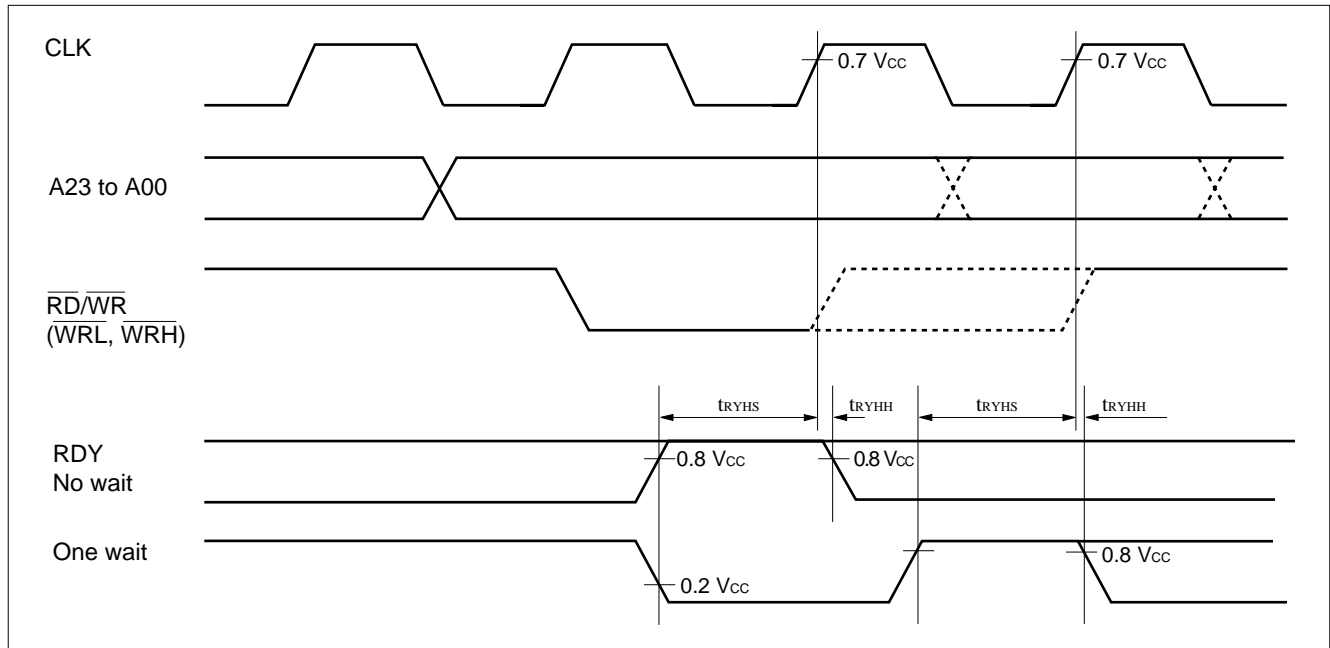 CLK
0.7 VCC
0.7 VCC
A23 to A00
RD/WR
(WRL, WRH)
tRYHS
tRYHH
tRYHS
tRYHH
RDY
No wait
0.8 VCC
0.8 VCC
One wait
0.2 VCC
0.8 VCC